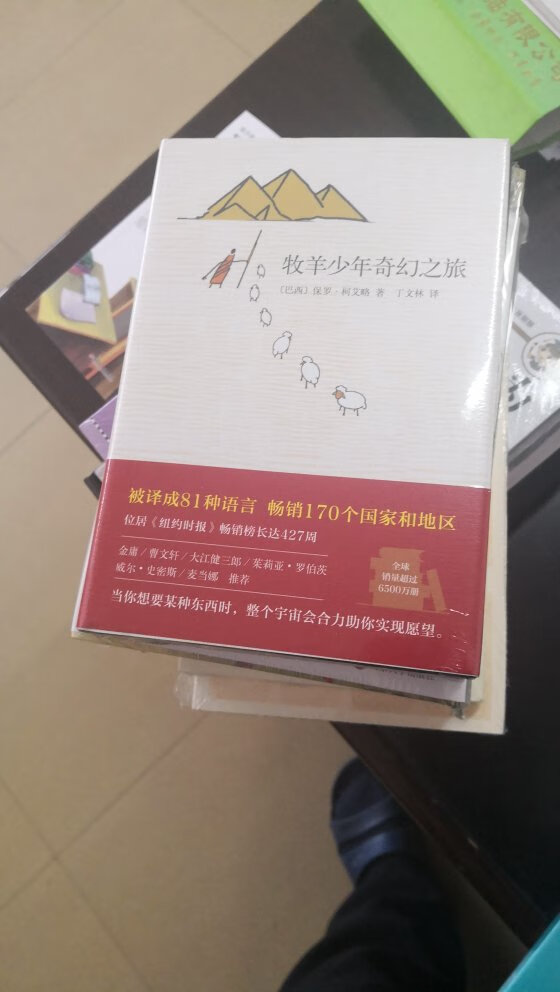 牧羊少年奇幻之旅
〔巴西〕保罗·柯艾略 著 丁文林 译
被译成81种语言 畅销170个国家和地区
位居《纽约时报》畅销榜长达427周
金庸/曹文轩/大江健三郎/茱莉亚·罗伯茨
威尔·史密斯/麦当娜 推荐
全球
销量超过
6500万册
当你想要某种东西时，整个宇宙会合力助你实现愿望。
有限公司